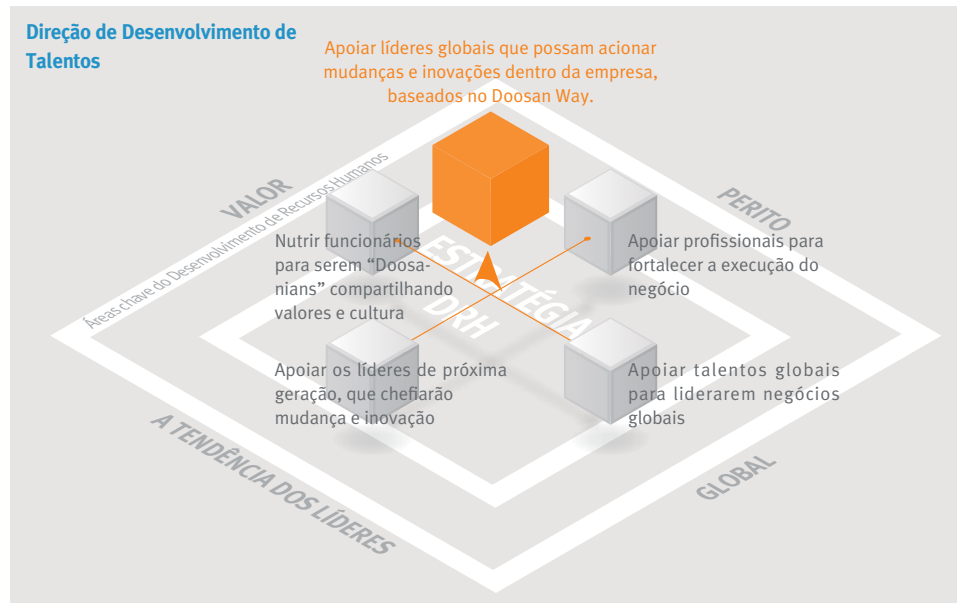 Direção de Desenvolvimento de
Talentos
Apoiar líderes globais que possam acionar
mudanças e inovações dentro da empresa,
baseados no Doosan Way.
VALOR
Áreas chave do Desenvolvimento de Recursos Humanos
PERITO
Nutrir funcionários
para serem “Doosa-
nians” compartilhando
valores e cultura
ESTRATÉGIA
DRH
Apoiar profissionais para
fortalecer a execução do
negócio
Apoiar os líderes de próxima
geração, que chefiarão
mudança e inovação
Apoiar talentos globais
para liderarem negócios
globais
A TENDÊNCIA DOS LÍDERES
GLOBAL